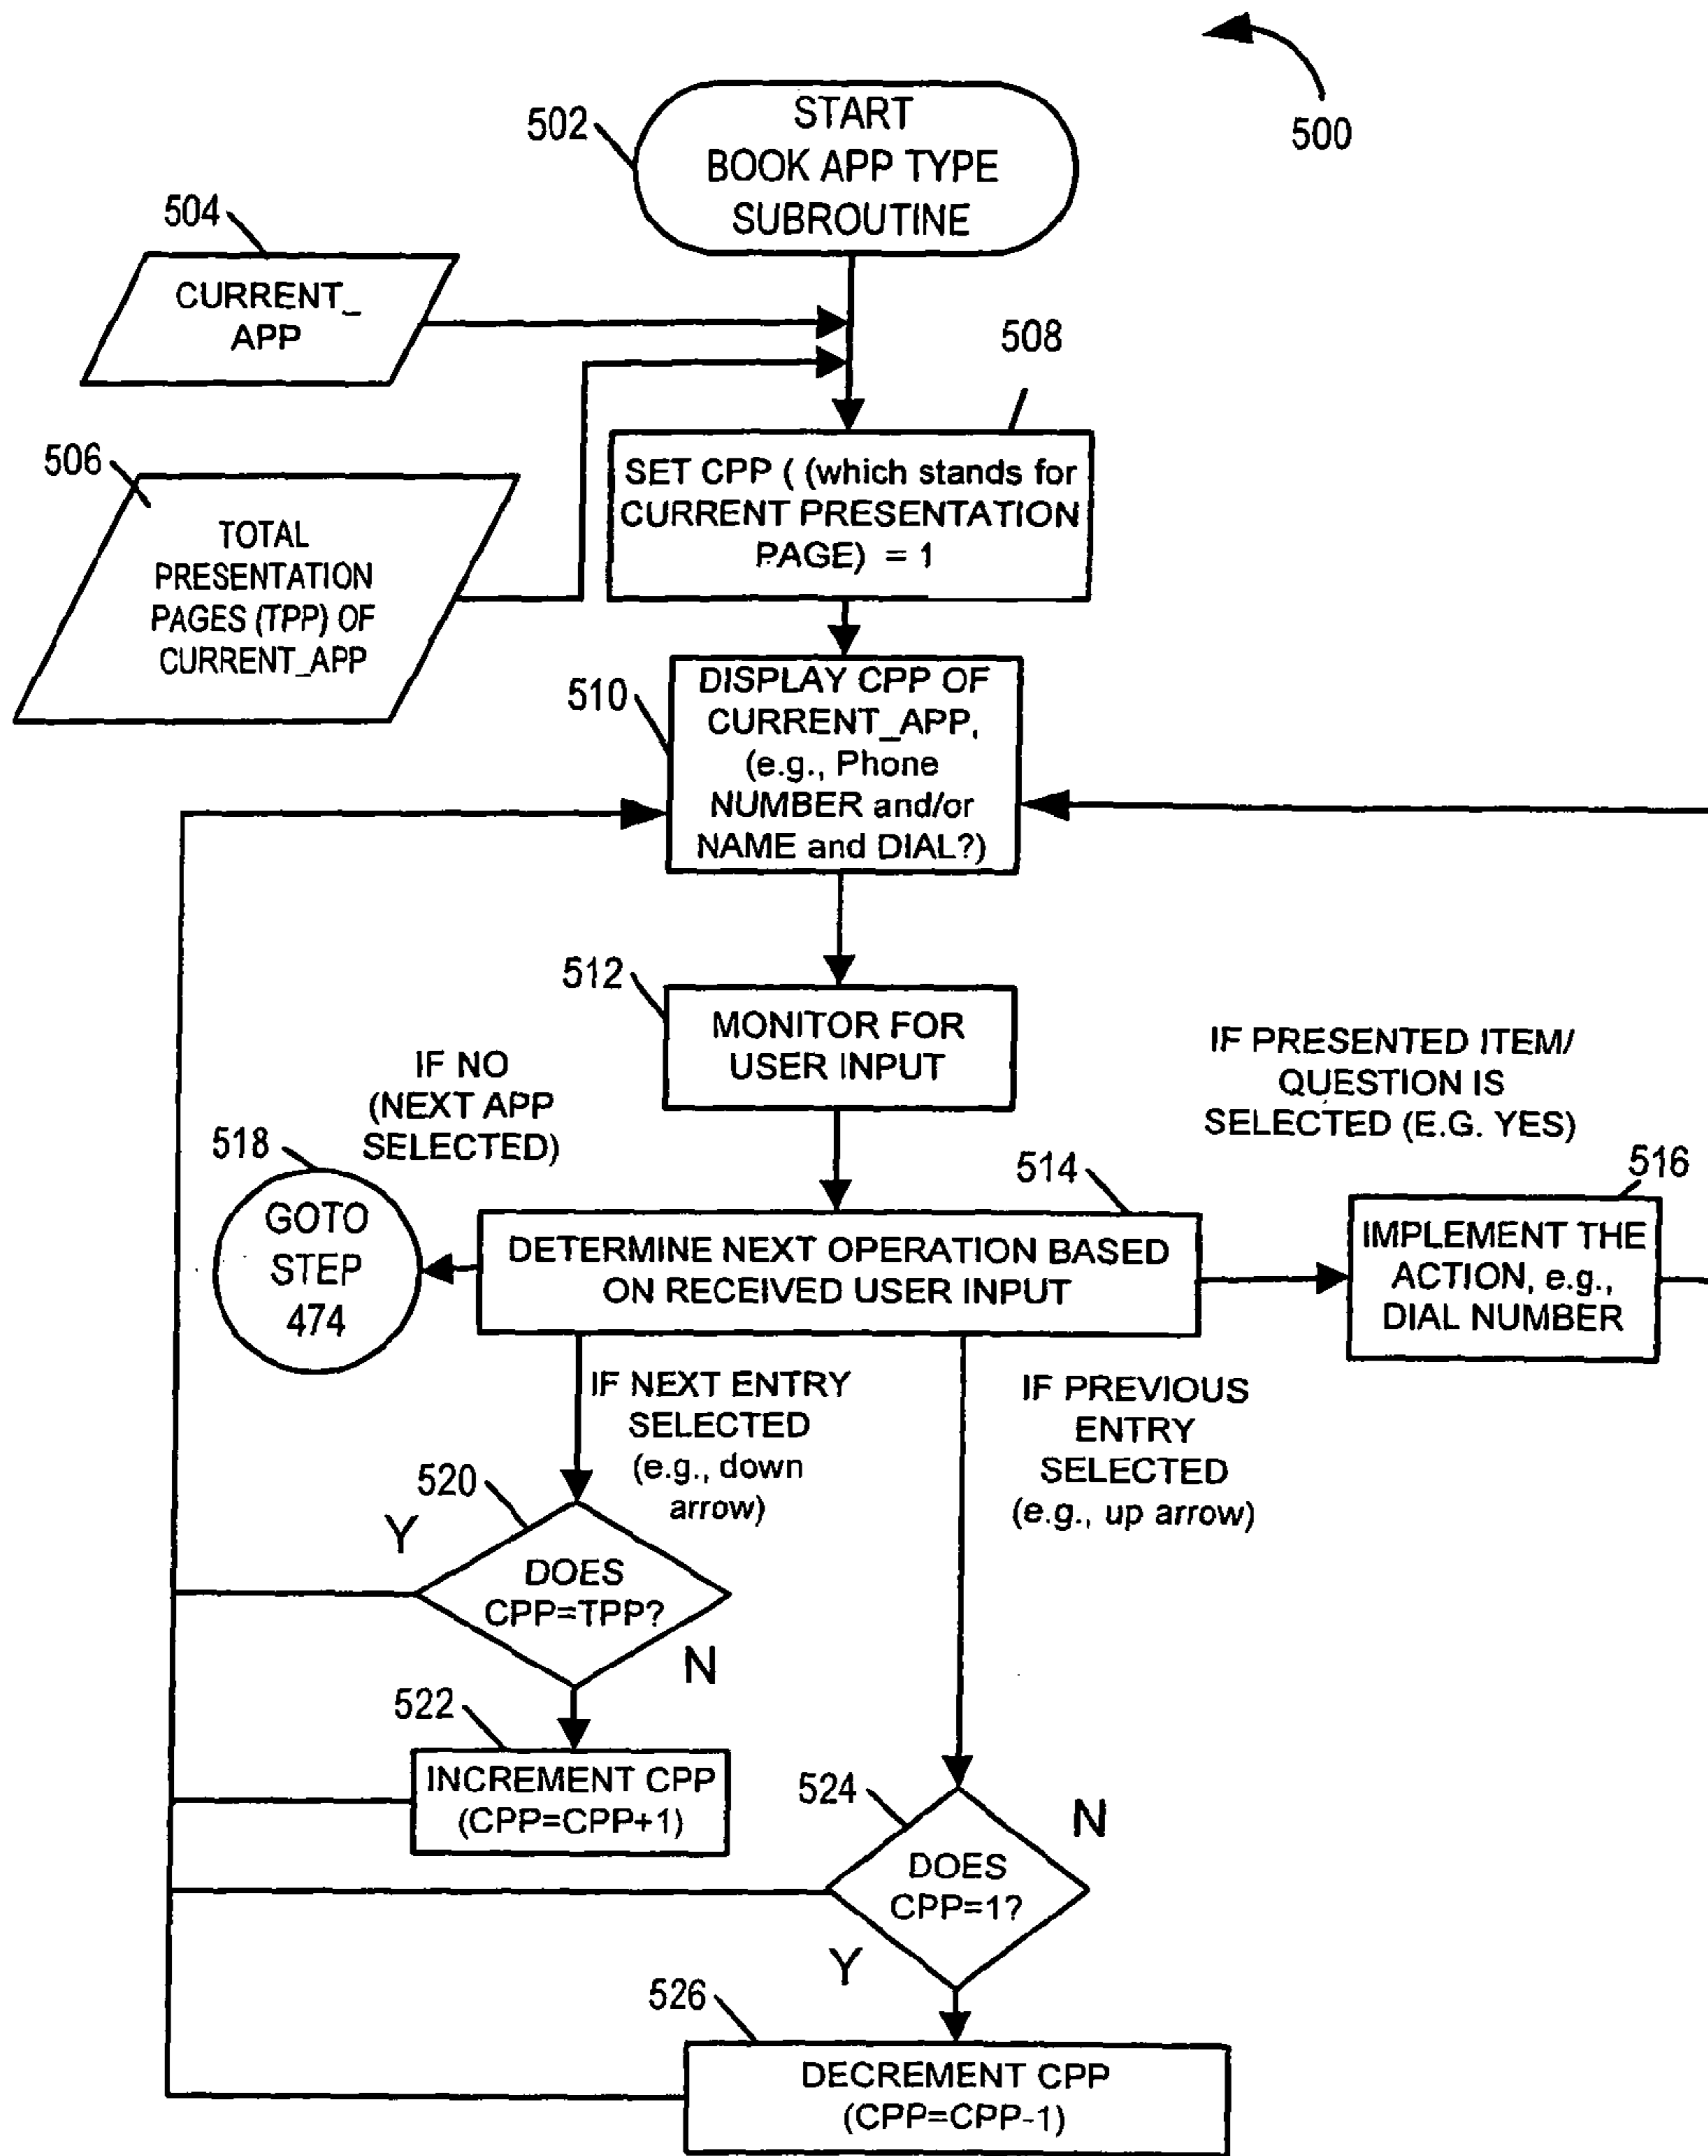 500
502
START
BOOK APP TYPE
SUBROUTINE
504
CURRENT_
APP
508
506
SET CPP ( (which stands for
CURRENT PRESENTATION
PAGE) = 1
TOTAL
PRESENTATION
PAGES (TPP) OF
CURRENT_APP
510
DISPLAY CPP OF
CURRENT_APP,
(e.g., Phone
NUMBER and/or
NAME and DIAL?)
512
MONITOR FOR
USER INPUT
IF NO
(NEXT APP
SELECTED)
IF PRESENTED ITEM/
QUESTION IS
SELECTED (E.G. YES)
518
GOTO
STEP
474
514
DETERMINE NEXT OPERATION BASED
ON RECEIVED USER INPUT
516
IMPLEMENT THE
ACTION, e.g.,
DIAL NUMBER
IF NEXT ENTRY
SELECTED
(e.g., down
arrow)
IF PREVIOUS
ENTRY
SELECTED
(e.g., up arrow)
520
Y
DOES
CPP=TPP?
N
522
INCREMENT CPP
(CPP=CPP+1)
524
N
DOES
CPP=1?
Y
526
DECREMENT CPP
(CPP=CPP-1)